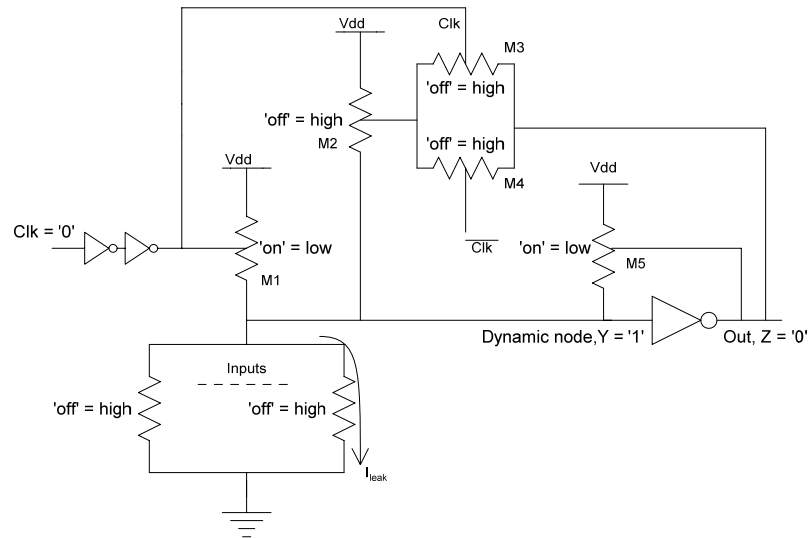 Vdd
Clk
M3
'off' = high
'off' = high
M2
'off' = high
M4
Vdd
Vdd
Clk = '0'
'on' = low
M1
Clk
'on' = low
M5
Dynamic node,Y = '1'
Out, Z = '0'
Inputs
'off' = high
'off' = high
Ileak